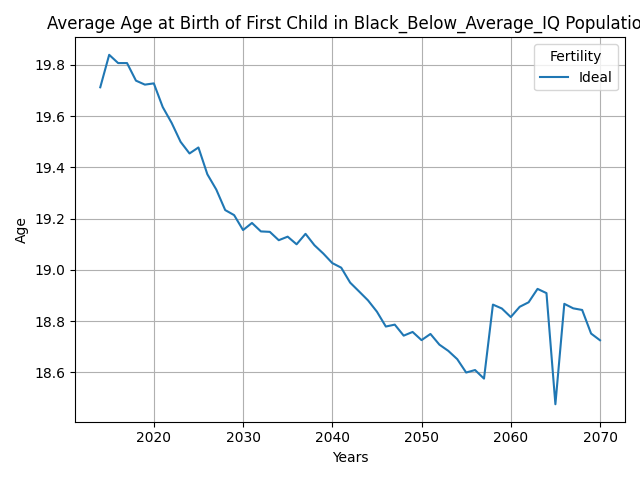 Average Age at Birth of First Child in Black_Below_Average_IQ Populatio
Fertility
Ideal
19.8
19.6
19.4
19.2
19.0
18.8
18.6
Age
2020 2030 2040 2050 2060 2070
Years